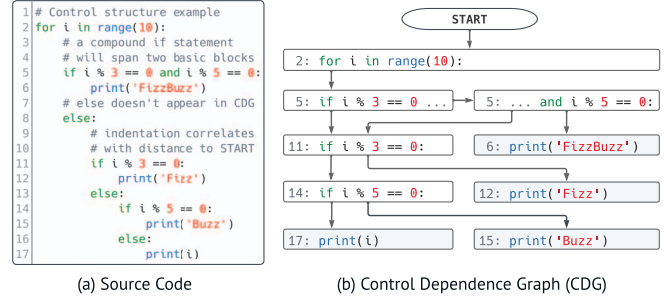 1 # Control structure example
2 for i in range(10):
3 # a compound if statement
4 # will span two basic blocks
5 if i % 3 == 0 and i % 5 == 0:
6 print('FizzBuzz')
7 # else doesn't appear in CDG
8 else:
9 # indentation correlates
10 # with distance to START
11 if i % 3 == 0:
12 print('Fizz')
13 else:
14 if i % 5 == 0:
15 print('Buzz')
16 else:
17 print(i)
(a) Source Code
START
2: for i in range(10):
5: if i % 3 == 0 ...
5: ... and i % 5 == 0:
11: if i % 3 == 0:
6: print('FizzBuzz')
14: if i % 5 == 0:
12: print('Fizz')
17: print(i)
15: print('Buzz')
(b) Control Dependence Graph (CDG)